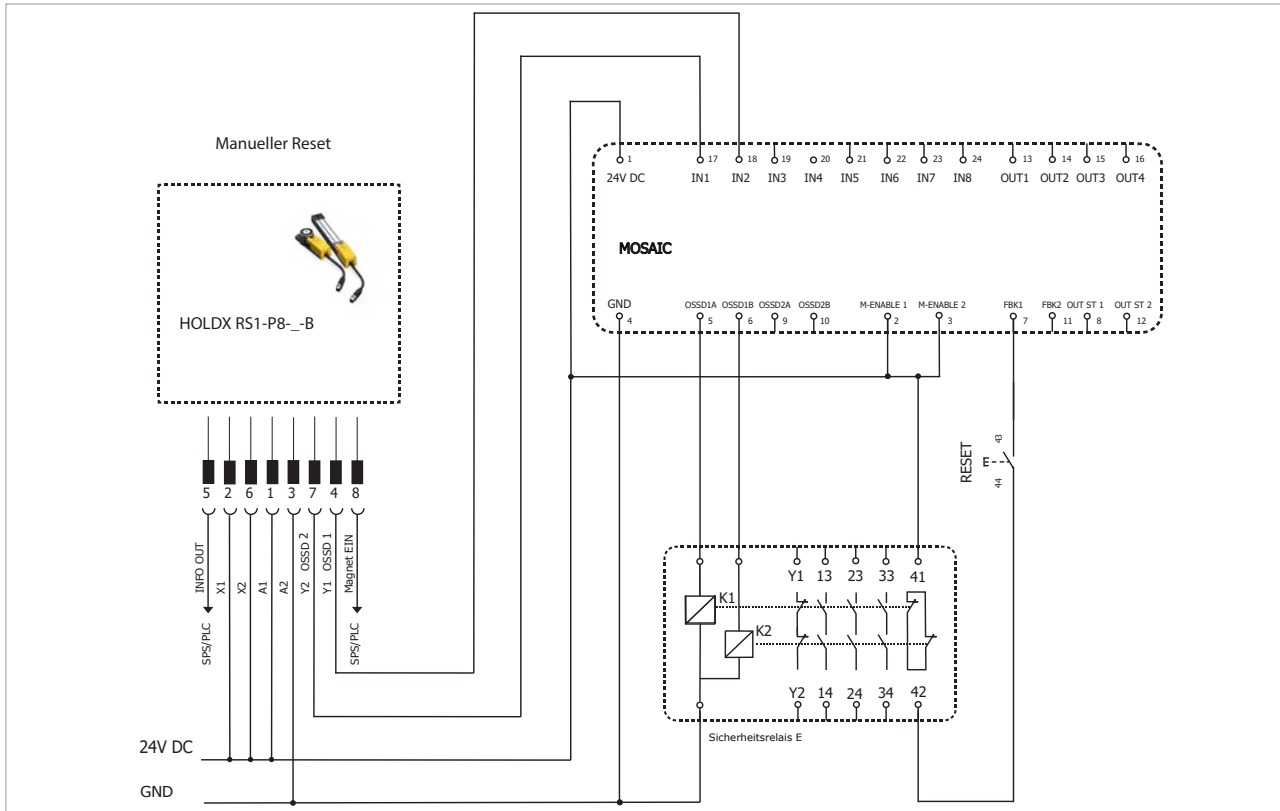 Manueller Reset
HOLDX RS1-P8-_-B
1 17 18 19 20 21 22 23 24 13 14 15 16
24V DC IN1 IN2 IN3 IN4 IN5 IN6 IN7 IN8 OUT1 OUT2 OUT3 OUT4
MOSAIC
GND OSSD1A OSSD1B OSSD2A OSSD2B M-ENABLE 1 M-ENABLE 2 FBK1 FBK2 OUT ST 1 OUT ST 2
4 5 6 9 10 2 3 7 11 8 12
5 2 6 1 3 7 4 8
INFO OUT
X1
X2
A1
A2
Y2 OSSD 2
Y1 OSSD 1
Magnet EIN
SPS/PLC
SPS/PLC
RESET
E
43
44
Y1 13 23 33 41
K1
K2
Y2 14 24 34 42
Sicherheitsrelais E
24V DC
GND